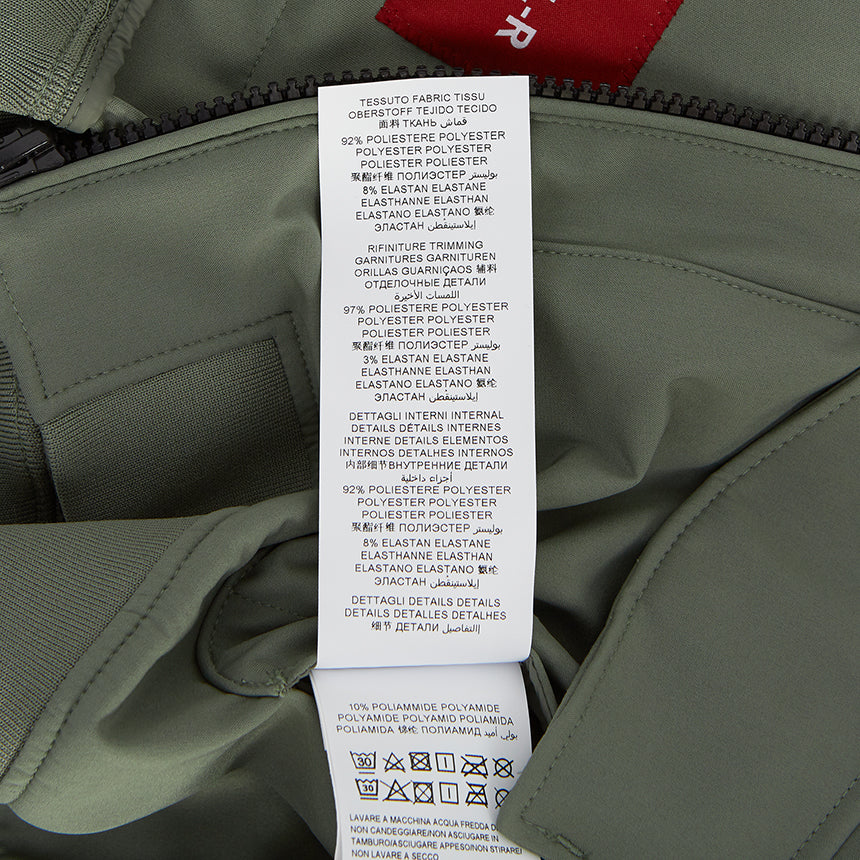 -R
TESSUTO FABRIC TISSU
OBERSTOFF TEJIDO TECIDO
面料 ТКАНЬ قماش
92% POLIESTERE POLYESTER
POLYESTER POLYESTER
POLIESTER POLIESTER
聚酯纤维 ПОЛИЭСТЕР بوليستر
8% ELASTAN ELASTANE
ELASTHANNE ELASTHAN
ELASTANO ELASTANO 氨纶
ЭЛАСТАН إيلاستينقطن
RIFINITURE TRIMMING
GARNITURES GARNITUREN
ORILLAS GUARNIÇAOS 辅料
ОТДЕЛОЧНЫЕ ДЕТАЛИ
اللمسات الأخيرة
97% POLIESTERE POLYESTER
POLYESTER POLYESTER
POLIESTER POLIESTER
聚酯纤维 ПОЛИЭСТЕР بوليستر
3% ELASTAN ELASTANE
ELASTHANNE ELASTHAN
ELASTANO ELASTANO 氨纶
ЭЛАСТАН إيلاستينقطن
DETTAGLI INTERNI INTERNAL
DETAILS DÉTAILS INTERNES
INTERNE DETAILS ELEMENTOS
INTERNOS DETALHES INTERNOS
内部细节 ВНУТРЕННИЕ ДЕТАЛИ
أجزاء داخلية
92% POLIESTERE POLYESTER
POLYESTER POLYESTER
POLIESTER POLIESTER
聚酯纤维 ПОЛИЭСТЕР بوليستر
8% ELASTAN ELASTANE
ELASTHANNE ELASTHAN
ELASTANO ELASTANO 氨纶
ЭЛАСТАН إيلاستينقطن
DETTAGLI DETAILS DETAILS
DETAILS DETALLES DETALHES
细节 ДЕТАЛИ االتفاصيل
10% POLIAMMIDE POLYAMIDE
POLYAMIDE POLYAMID POLIAMIDA
POLIAMIDA 锦纶 ПОЛИАМИД بولي أميد
30
30
LAVARE A MACCHINA ACQUA FREDDA
NON CANDEGGIARE/NON ASCIUGARE IN
TAMBURO/ASCIUGARE APPESO/NON STIRARE
NON LAVARE A SECCO